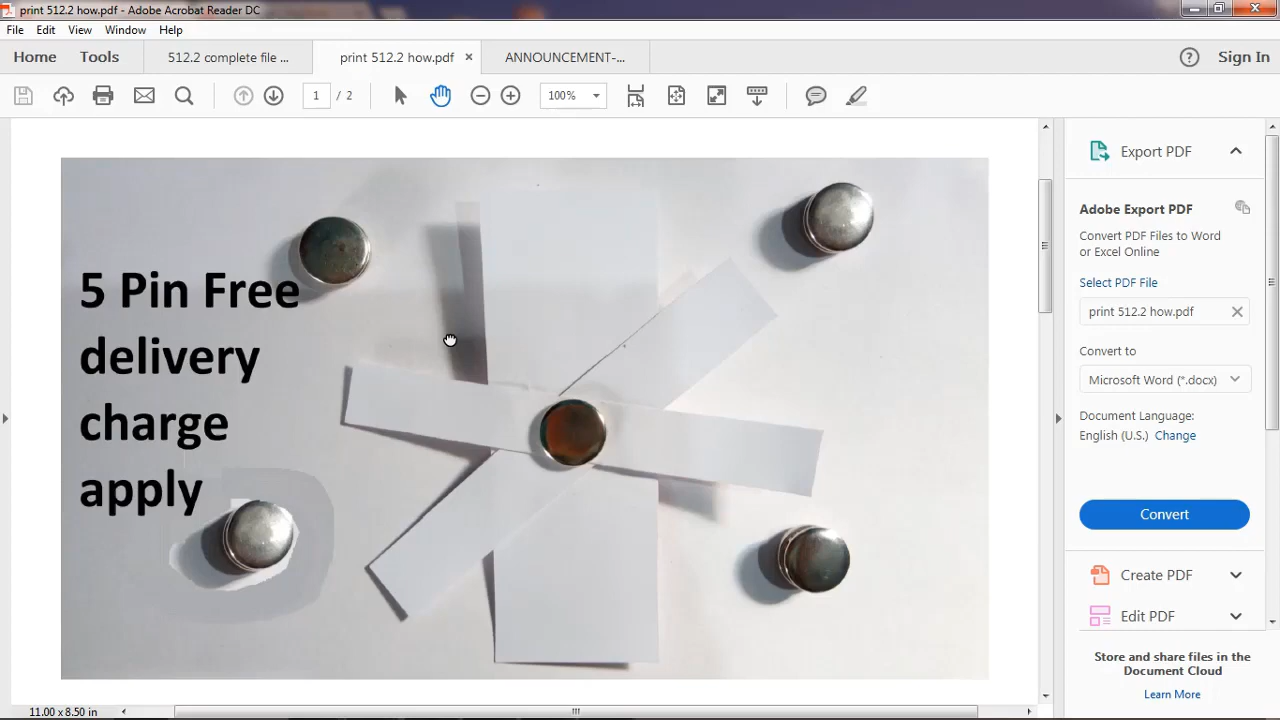 print 512.2 how.pdf - Adobe Acrobat Reader DC
File Edit View Window Help
Home Tools 512.2 complete file ... print 512.2 how.pdf × ANNOUNCEMENT-... ? Sign In
1 / 2 100%
Export PDF
Adobe Export PDF
Convert PDF Files to Word
or Excel Online
Select PDF File
print 512.2 how.pdf
Convert to
Microsoft Word (*.docx)
Document Language:
English (U.S.) Change
Convert
Create PDF
Edit PDF
Store and share files in the
Document Cloud
Learn More
5 Pin Free
delivery
charge
apply
11.00 x 8.50 in